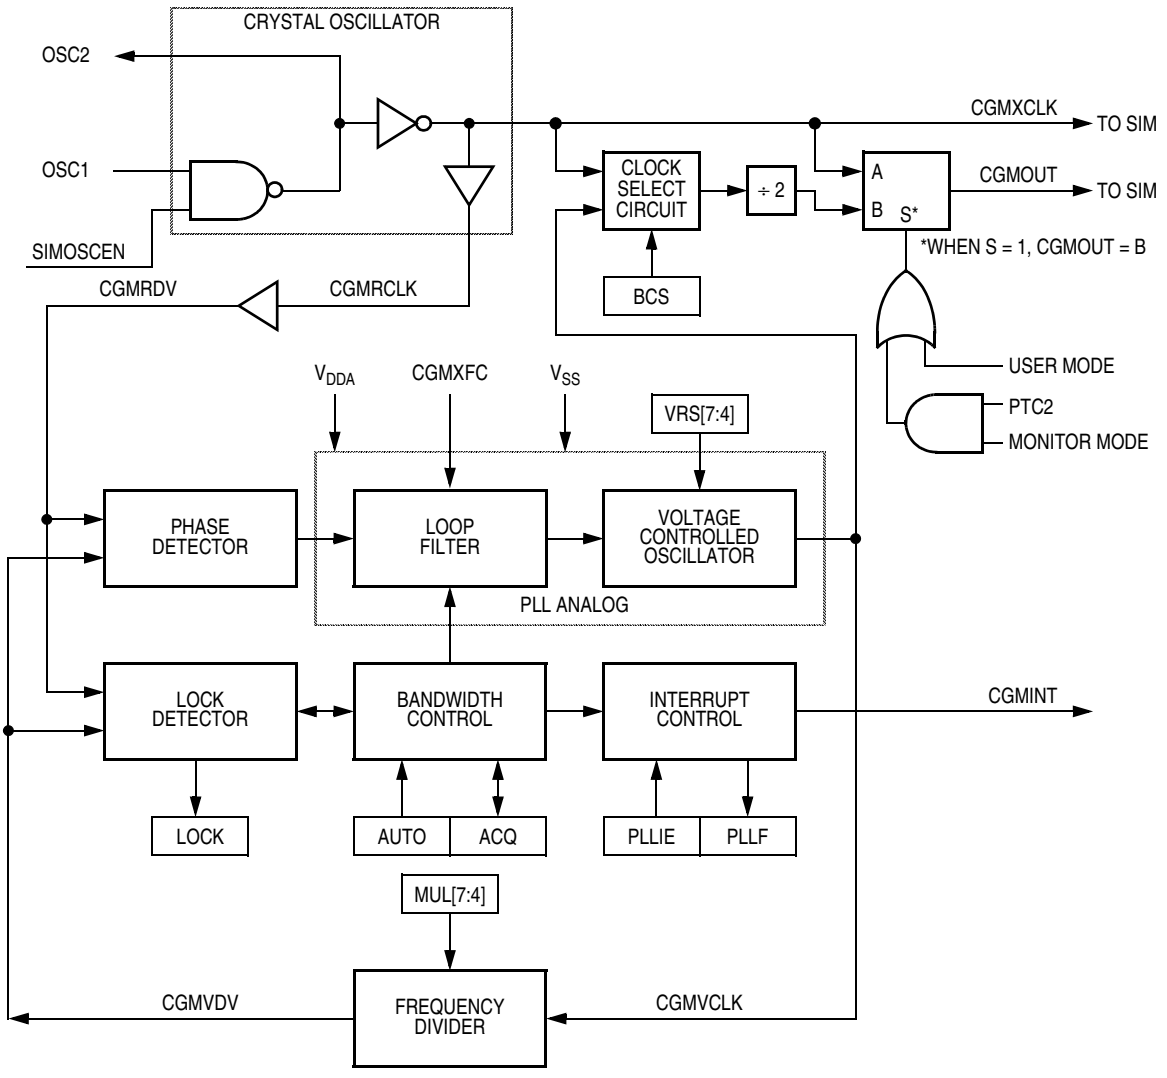 CRYSTAL OSCILLATOR
OSC2
CGMXCLK
TO SIM
OSC1
CLOCK
SELECT
CIRCUIT
÷ 2
A
B
S*
CGMOUT
TO SIM
SIMOSCEN
*WHEN S = 1, CGMOUT = B
CGMRDV
CGMRCLK
BCS
USER MODE
VDDA
CGMXFC
VSS
VRS[7:4]
PTC2
MONITOR MODE
PHASE
DETECTOR
LOOP
FILTER
VOLTAGE
CONTROLLED
OSCILLATOR
PLL ANALOG
LOCK
DETECTOR
BANDWIDTH
CONTROL
INTERRUPT
CONTROL
CGMINT
LOCK
AUTO
ACQ
PLLIE
PLLF
MUL[7:4]
CGMVDV
FREQUENCY
DIVIDER
CGMVCLK